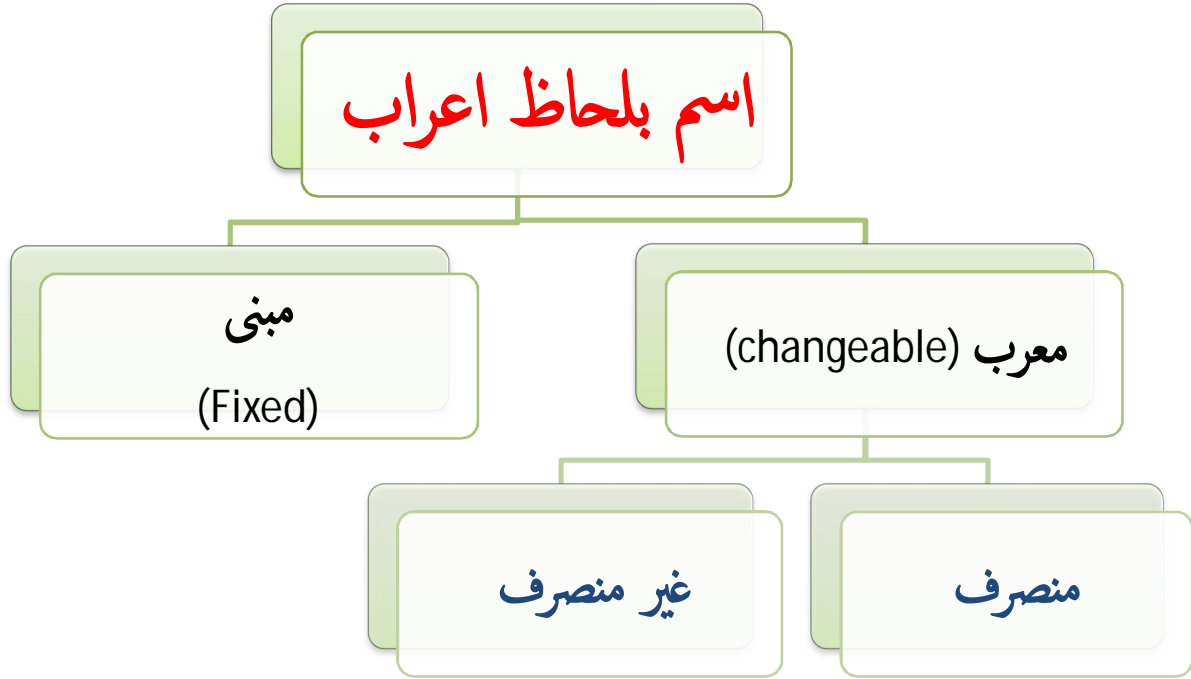 اسم بلحاظ اعراب
معرب (changeable)
مبنی
(Fixed)
منصرف
غیر منصرف